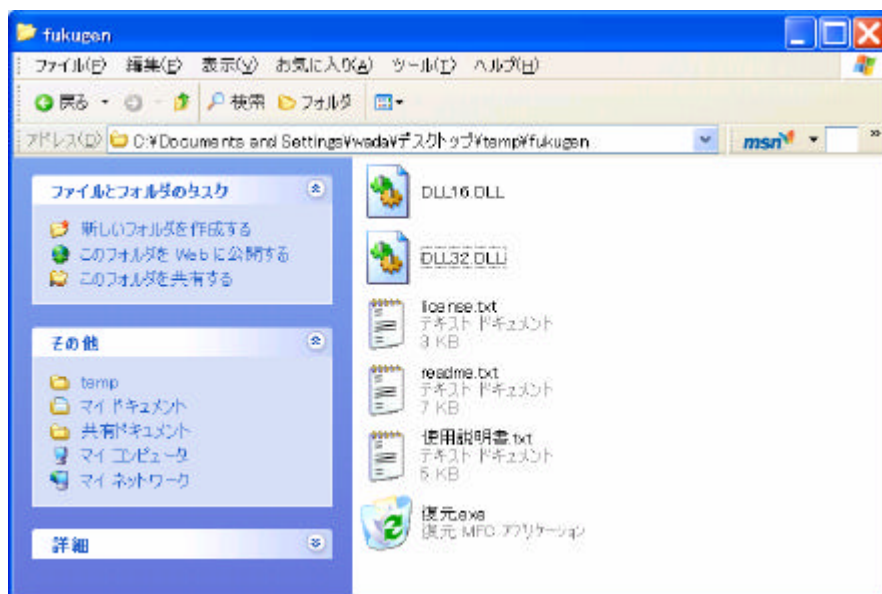 fukugen
ファイル(F) 編集(E) 表示(V) お気に入り(A) ツール(T) ヘルプ(H)
戻る 検索 フォルダ
アドレス(D) C:¥Documents and Settings¥wada¥デスクトップ¥temp¥fukugen msn
ファイルとフォルダのタスク
新しいフォルダを作成する
このフォルダを Web に公開する
このフォルダを共有する
その他
temp
マイ ドキュメント
共有ドキュメント
マイ コンピュータ
マイ ネットワーク
詳細
DLL16.DLL
DLL32.DLL
license.txt
テキスト ドキュメント
3 KB
readme.txt
テキスト ドキュメント
7 KB
使用説明書.txt
テキスト ドキュメント
5 KB
復元.exe
復元 MFC アプリケーション